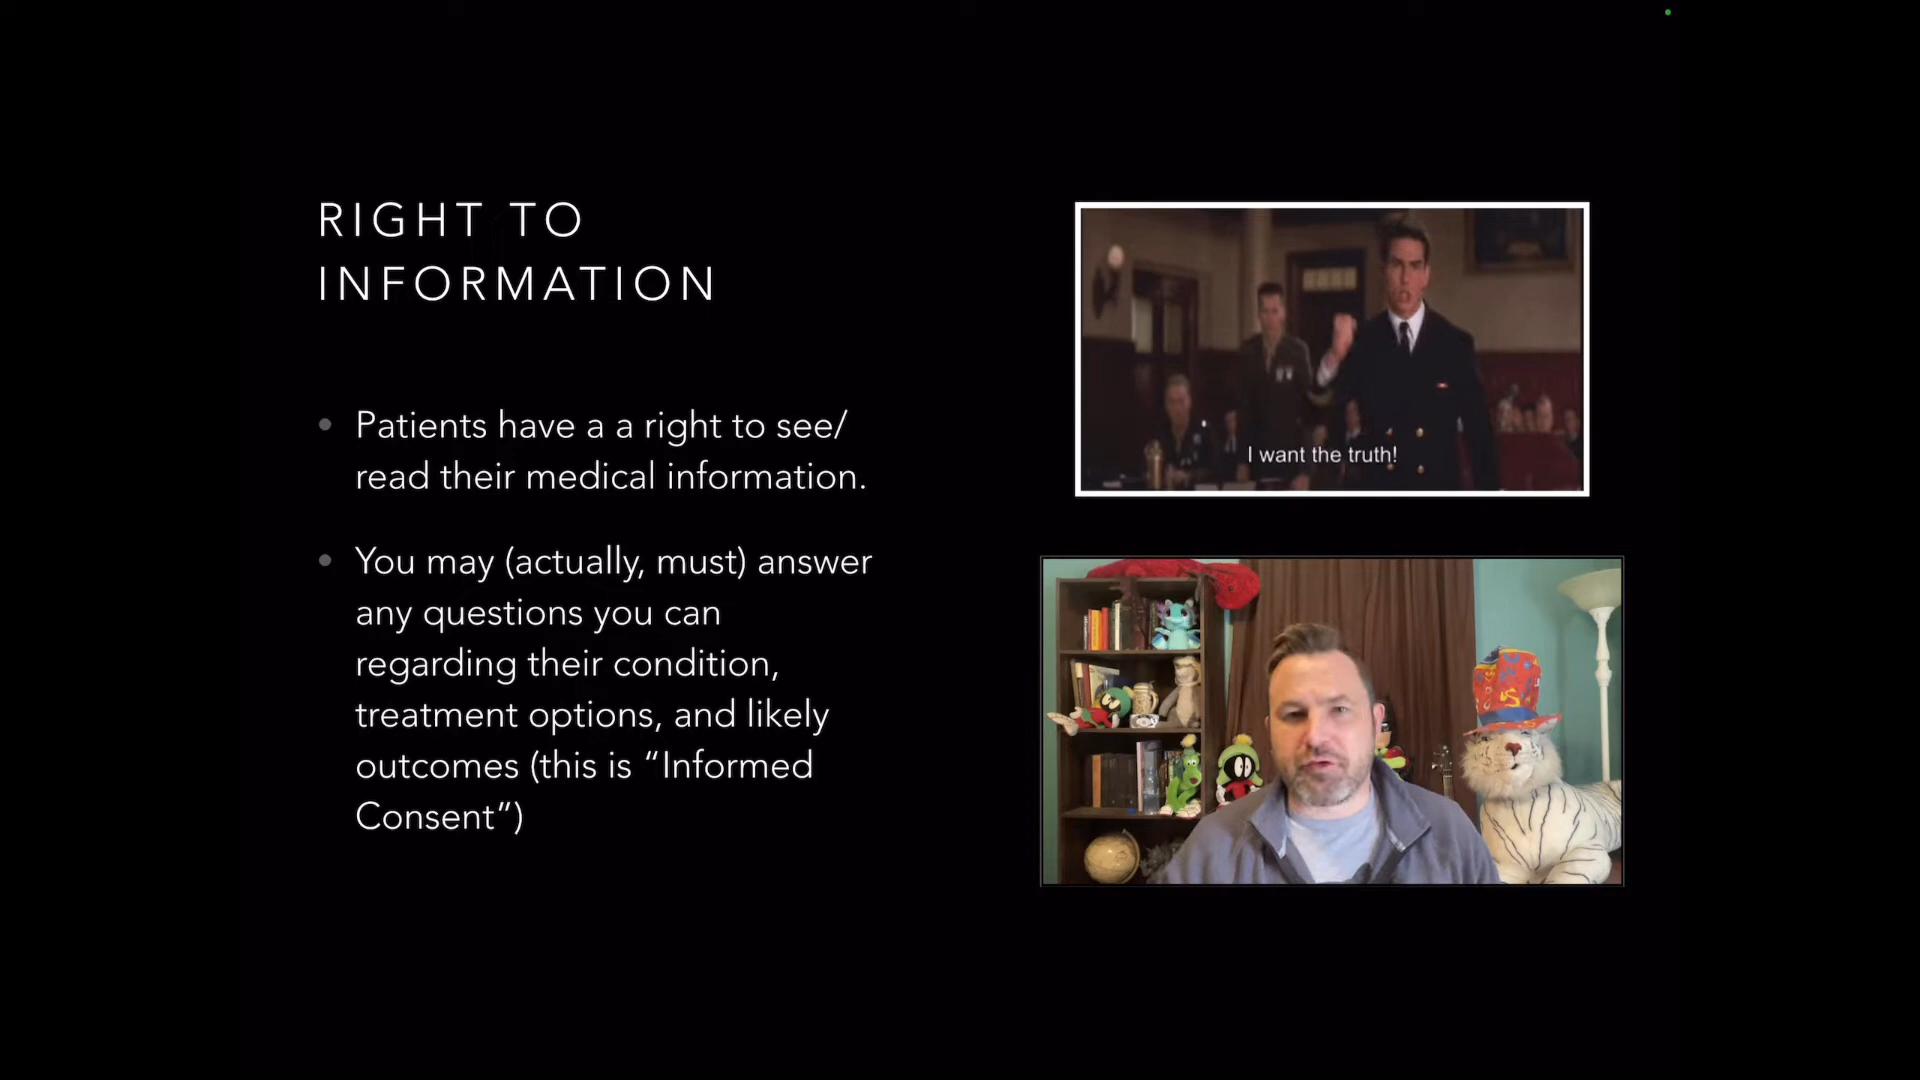 RIGHT TO
INFORMATION
• Patients have a a right to see/
read their medical information.
• You may (actually, must) answer
any questions you can
regarding their condition,
treatment options, and likely
outcomes (this is “Informed
Consent”)
I want the truth!